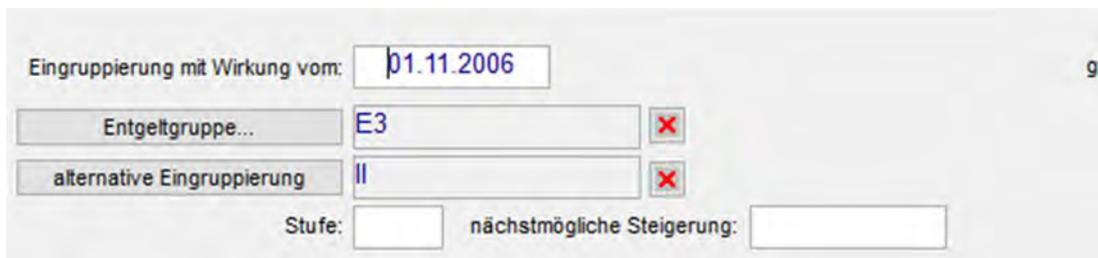 Eingruppierung mit Wirkung vom: 01.11.2006 g
Entgeltgruppe... E3
alternative Eingruppierung II
Stufe: nächstmögliche Steigerung: